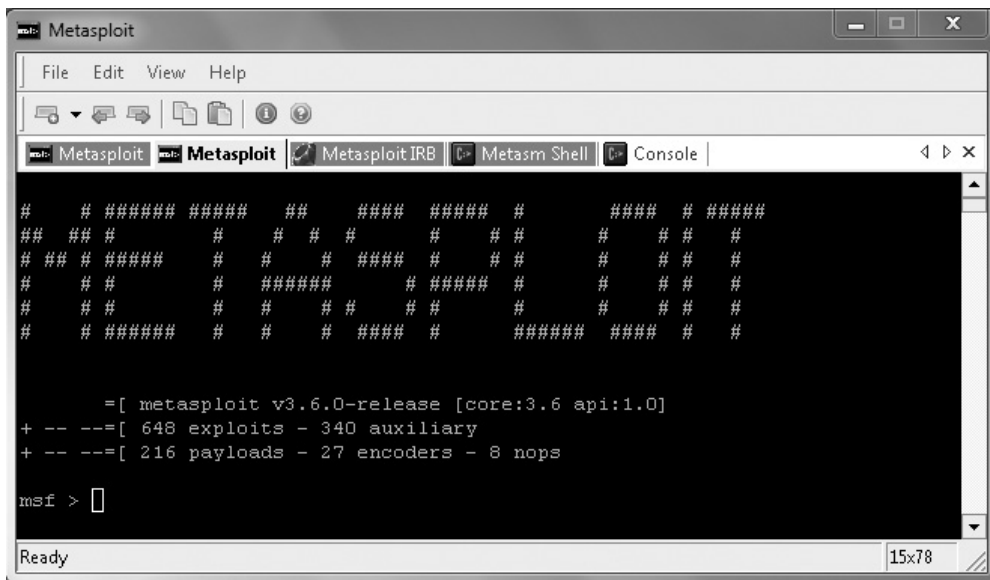 Metasploit
File Edit View Help
Metasploit Metasploit Metasploit IRB Metasm Shell Console
METASPLOIT
=[ metasploit v3.6.0-release [core:3.6 api:1.0]
+ -- --=[ 648 exploits - 340 auxiliary
+ -- --=[ 216 payloads - 27 encoders - 8 nops
msf >
Ready 15x78